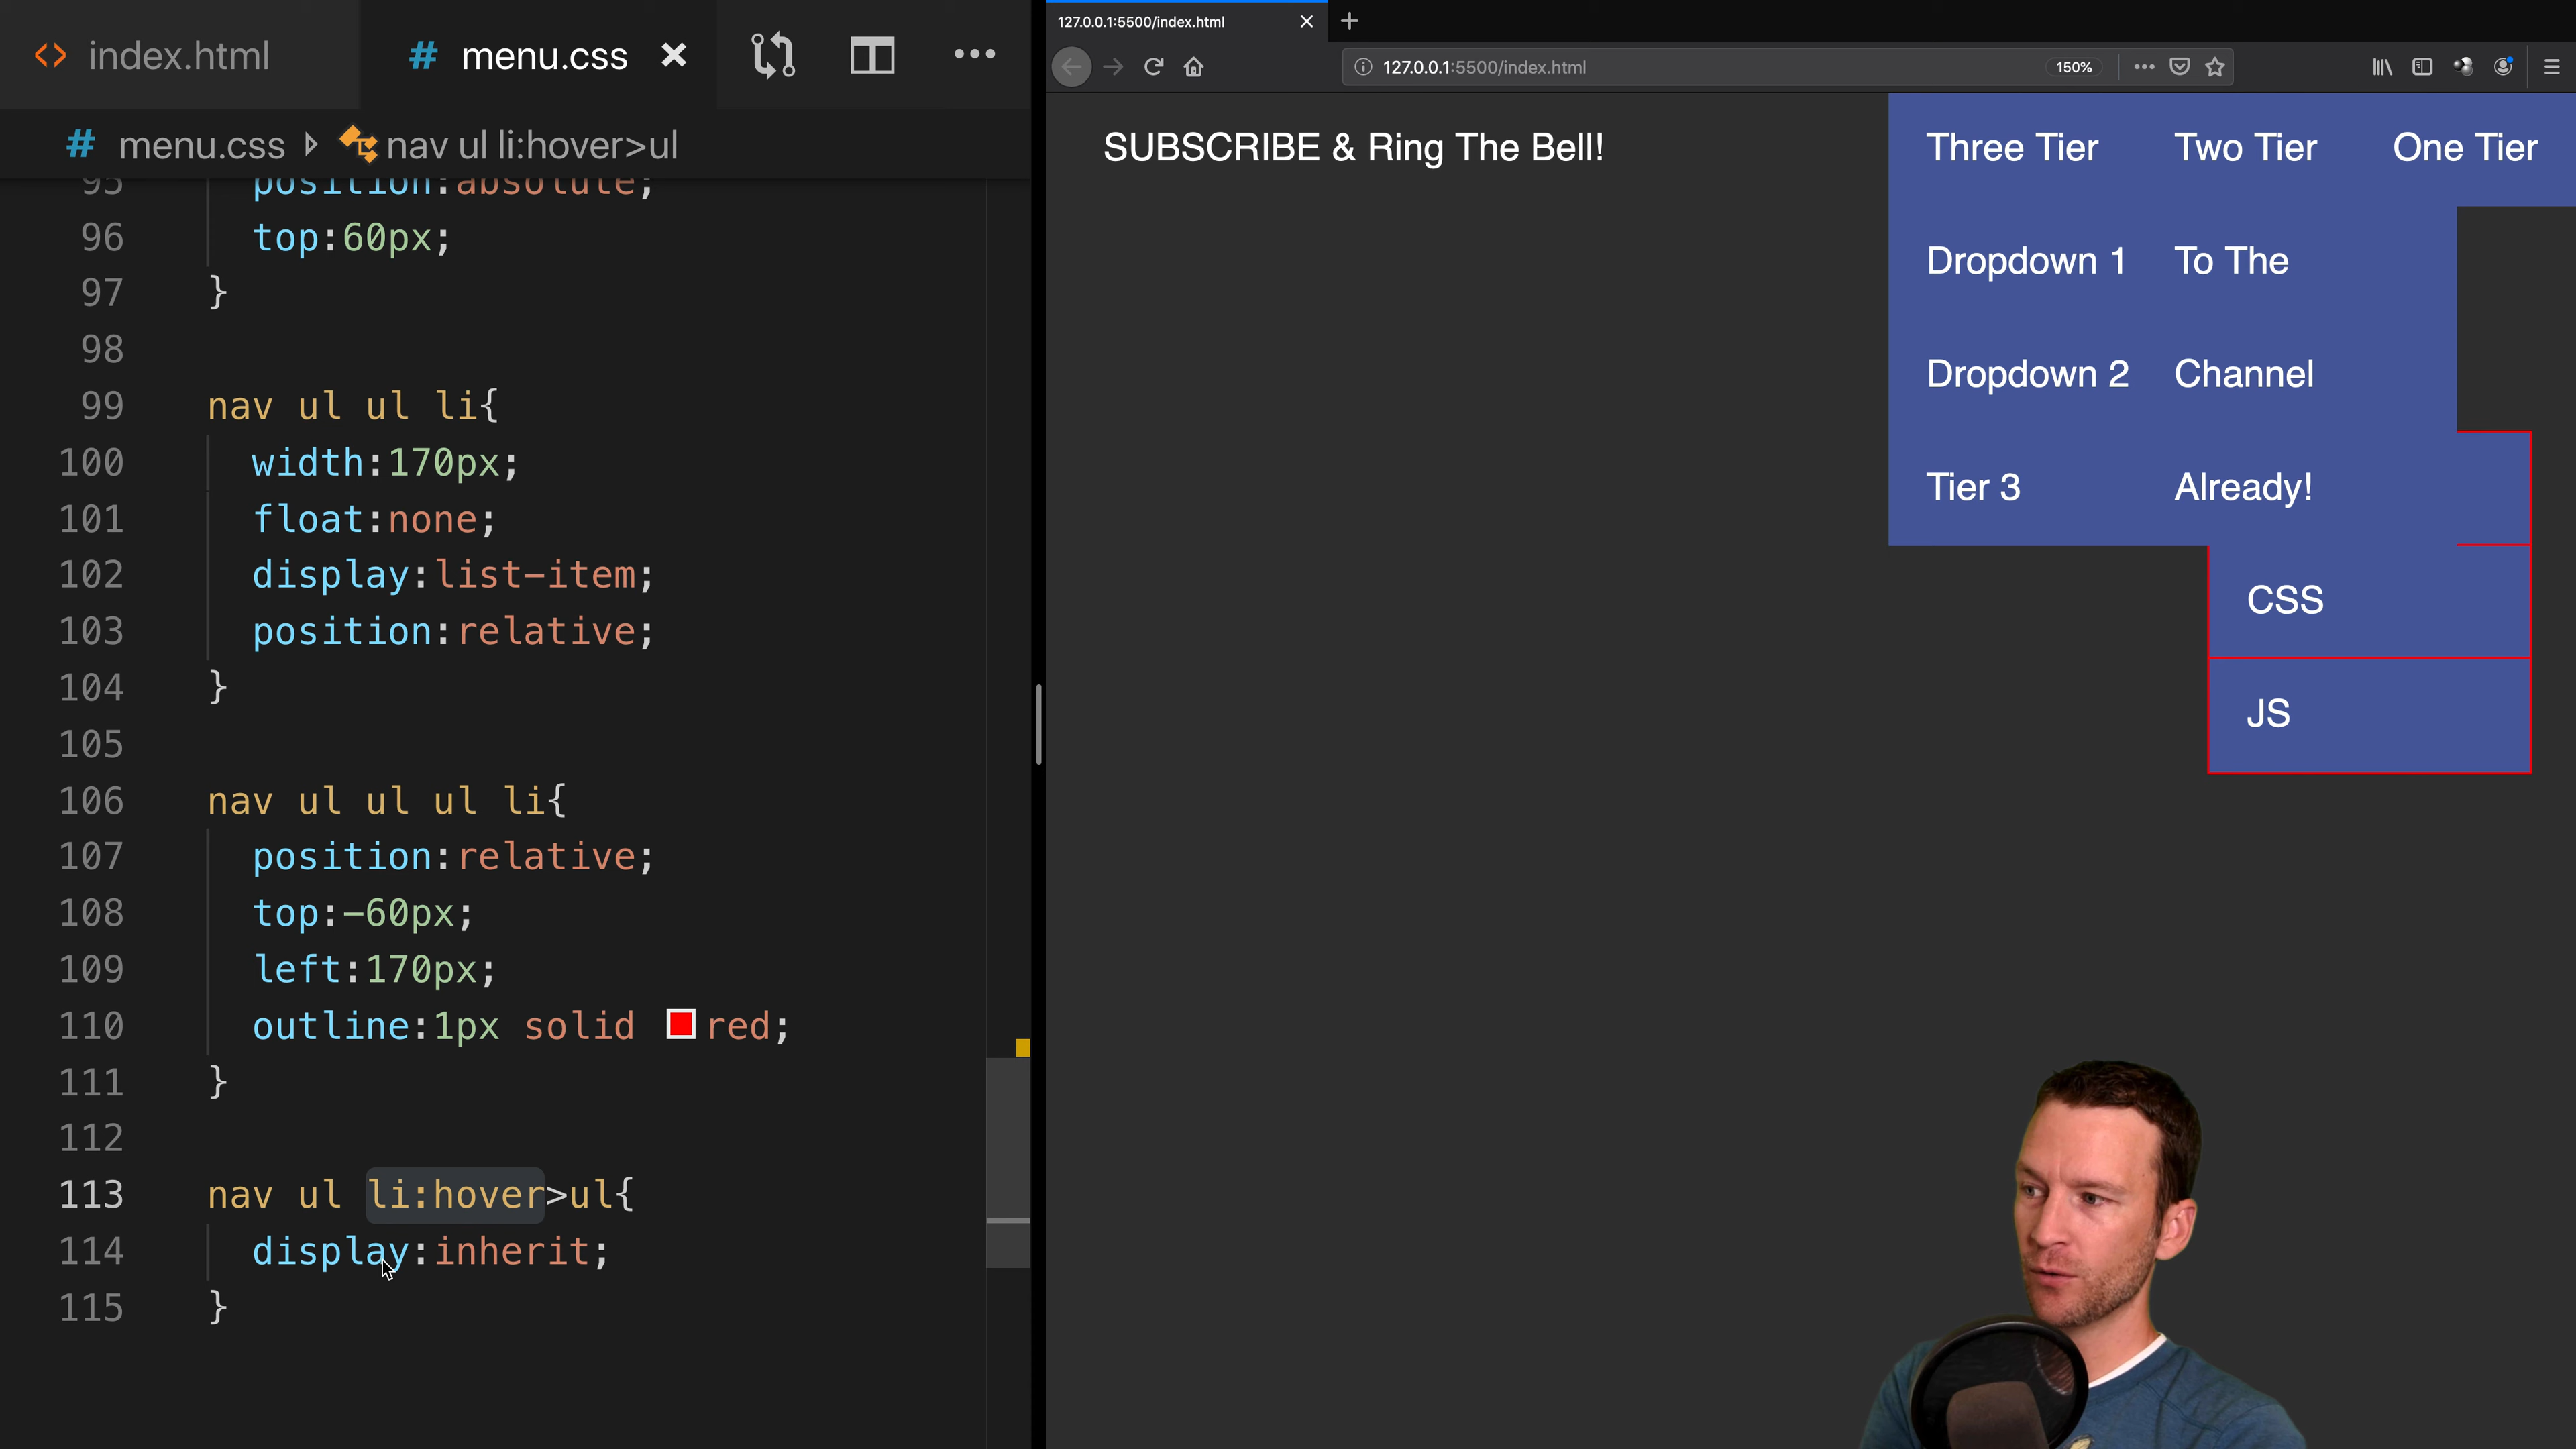 index.html
menu.css
menu.css nav ul li:hover>ul
95 position:absolute;
96 top:60px;
97 }
98
99 nav ul ul li{
100 width:170px;
101 float:none;
102 display:list-item;
103 position:relative;
104 }
105
106 nav ul ul ul li{
107 position:relative;
108 top:-60px;
109 left:170px;
110 outline:1px solid red;
111 }
112
113 nav ul li:hover>ul{
114 display:inherit;
115 }
127.0.0.1:5500/index.html
127.0.0.1:5500/index.html 150%
SUBSCRIBE & Ring The Bell! Three Tier Two Tier One Tier
Dropdown 1 To The
Dropdown 2 Channel
Tier 3 Already!
CSS
JS